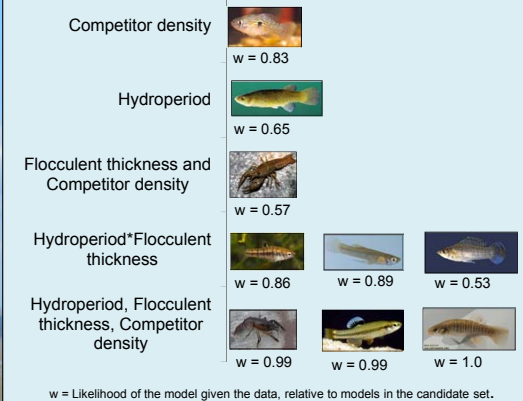 Competitor density
w = 0.83
Hydroperiod
w = 0.65
Flocculent thickness and
Competitor density
w = 0.57
Hydroperiod*Flocculent
thickness
w = 0.86
w = 0.89
w = 0.53
Hydroperiod, Flocculent
thickness, Competitor
density
w = 0.99
w = 0.99
w = 1.0
w = Likelihood of the model given the data, relative to models in the candidate set.